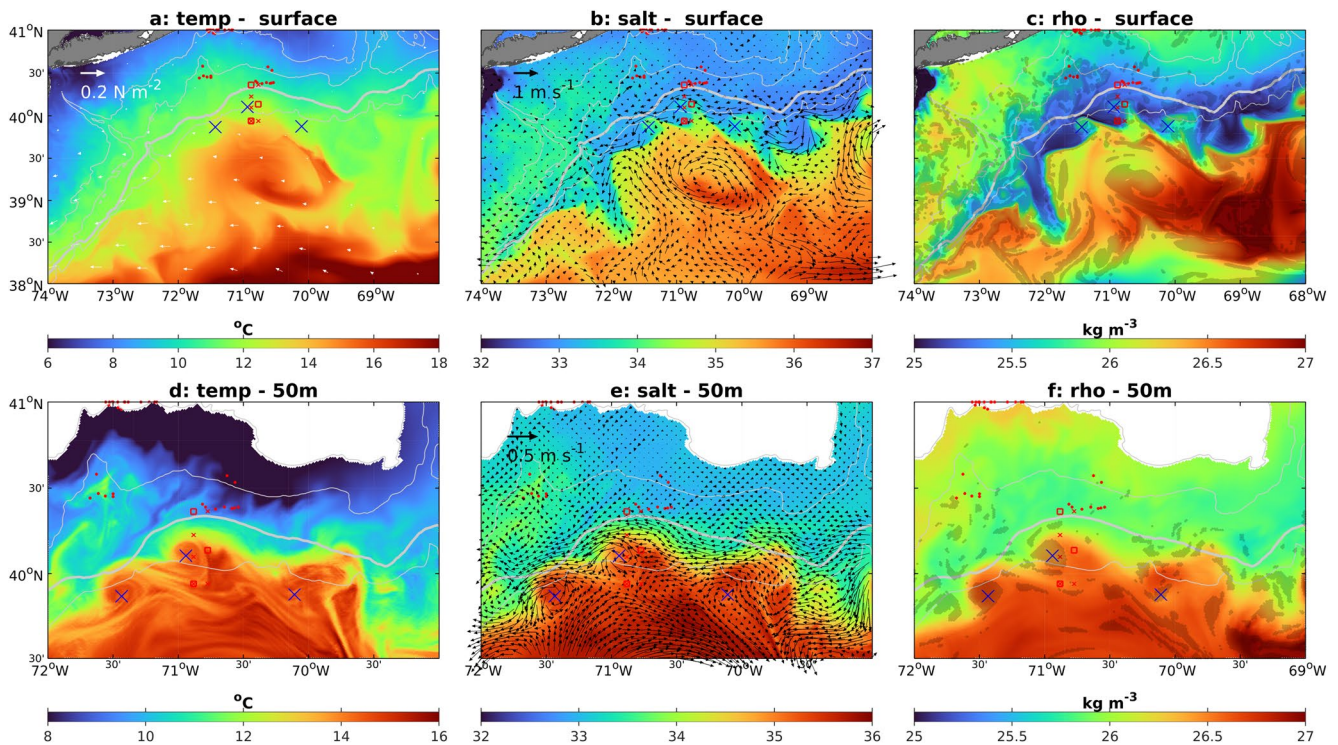 a: temp - surface
b: salt - surface
c: rho - surface
41°N
30'
40°N
30'
39°N
30'
38°N
0.2 N m⁻²
1 m s⁻¹
74°W 73°W 72°W 71°W 70°W 69°W
74°W 73°W 72°W 71°W 70°W 69°W
74°W 73°W 72°W 71°W 70°W 69°W 68°W
°C
6 8 10 12 14 16 18
32 33 34 35 36 37
kg m⁻³
25 25.5 26 26.5 27
d: temp - 50m
e: salt - 50m
f: rho - 50m
41°N
30'
40°N
30'
0.5 m s⁻¹
72°W 30' 71°W 30' 70°W 30'
72°W 30' 71°W 30' 70°W 30'
72°W 30' 71°W 30' 70°W 30' 69°W
°C
8 10 12 14 16
32 33 34 35 36
kg m⁻³
25 25.5 26 26.5 27